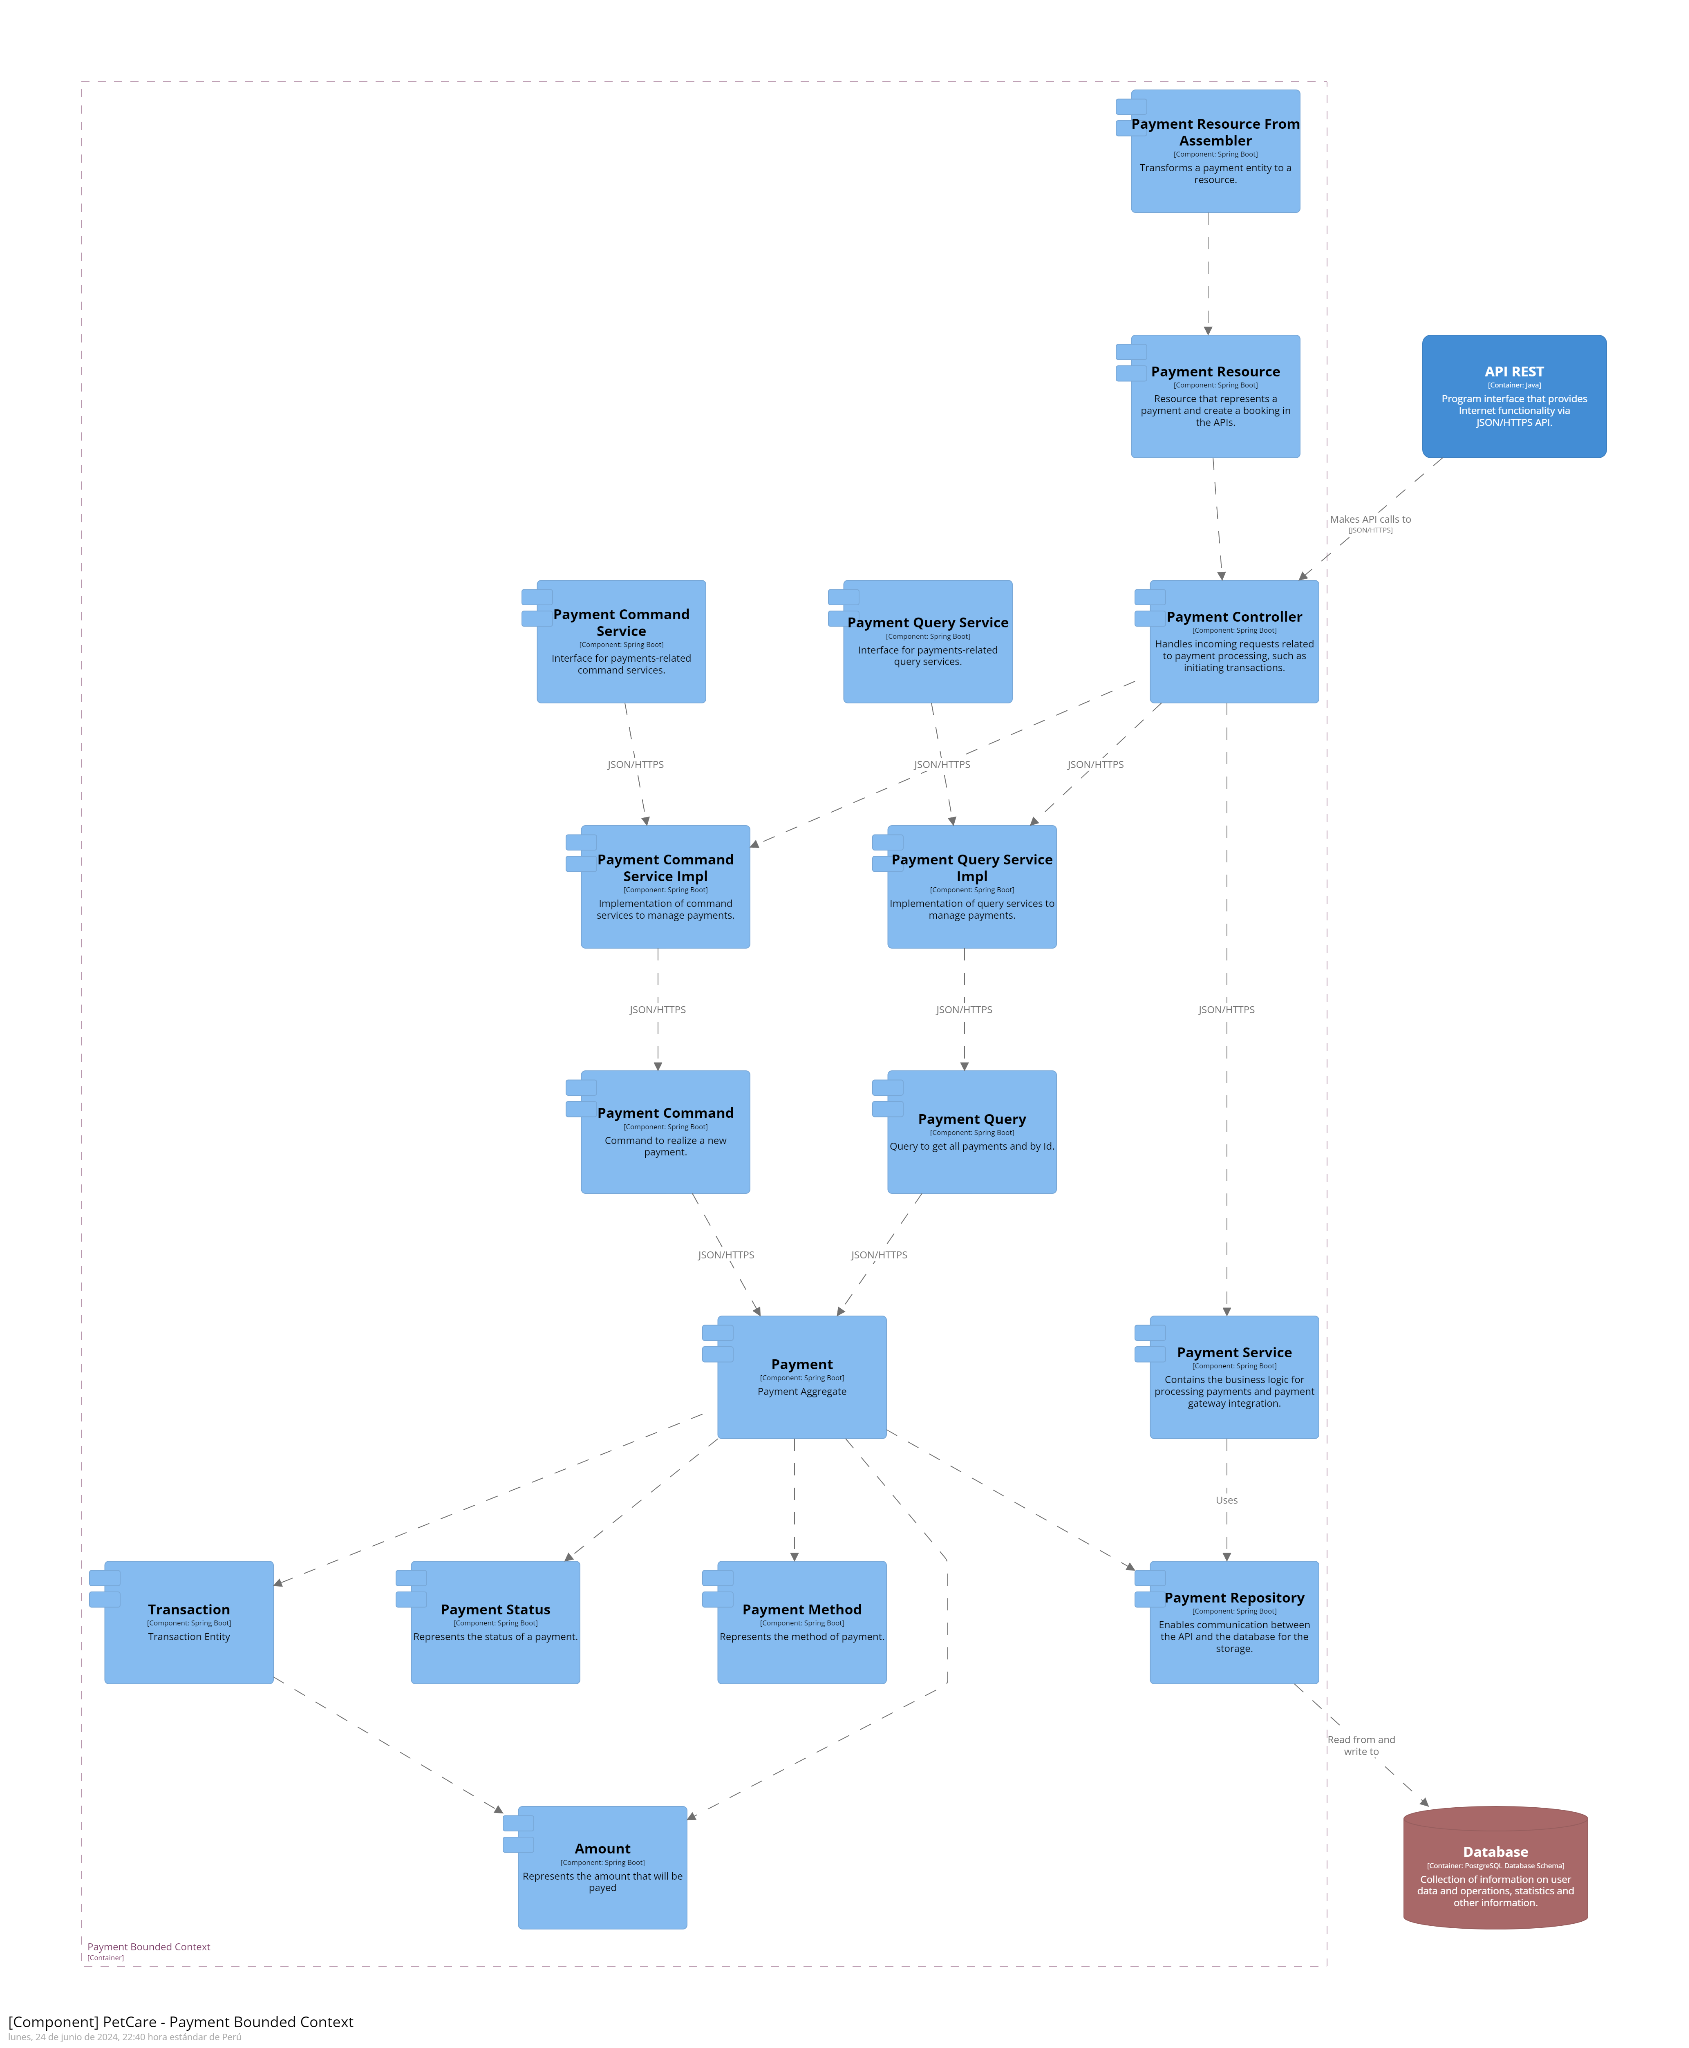 Payment Resource From
Assembler
[Component: Spring Boot]
Transforms a payment entity to a
resource.
Payment Resource
[Component: Spring Boot]
Resource that represents a
payment and create a booking in
the APIs.
API REST
[Container: Java]
Program interface that provides
Internet functionality via
JSON/HTTPS API.
Makes API calls to
[JSON/HTTPS]
Payment Command
Service
[Component: Spring Boot]
Interface for payments-related
command services.
Payment Query Service
[Component: Spring Boot]
Interface for payments-related
query services.
Payment Controller
[Component: Spring Boot]
Handles incoming requests related
to payment processing, such as
initiating transactions.
JSON/HTTPS
JSON/HTTPS
JSON/HTTPS
Payment Command
Service Impl
[Component: Spring Boot]
Implementation of command
services to manage payments.
Payment Query Service
Impl
[Component: Spring Boot]
Implementation of query services to
manage payments.
JSON/HTTPS
JSON/HTTPS
JSON/HTTPS
Payment Command
[Component: Spring Boot]
Command to realize a new
payment.
Payment Query
[Component: Spring Boot]
Query to get all payments and by Id.
JSON/HTTPS
JSON/HTTPS
Payment
[Component: Spring Boot]
Payment Aggregate
Payment Service
[Component: Spring Boot]
Contains the business logic for
processing payments and payment
gateway integration.
Uses
Transaction
[Component: Spring Boot]
Transaction Entity
Payment Status
[Component: Spring Boot]
Represents the status of a payment.
Payment Method
[Component: Spring Boot]
Represents the method of payment.
Payment Repository
[Component: Spring Boot]
Enables communication between
the API and the database for the
storage.
Read from and
write to
Amount
[Component: Spring Boot]
Represents the amount that will be
payed
Database
[Container: PostgreSQL Database Schema]
Collection of information on user
data and operations, statistics and
other information.
Payment Bounded Context
[Container]
[Component] PetCare - Payment Bounded Context
lunes, 24 de junio de 2024, 22:40 hora estándar de Perú